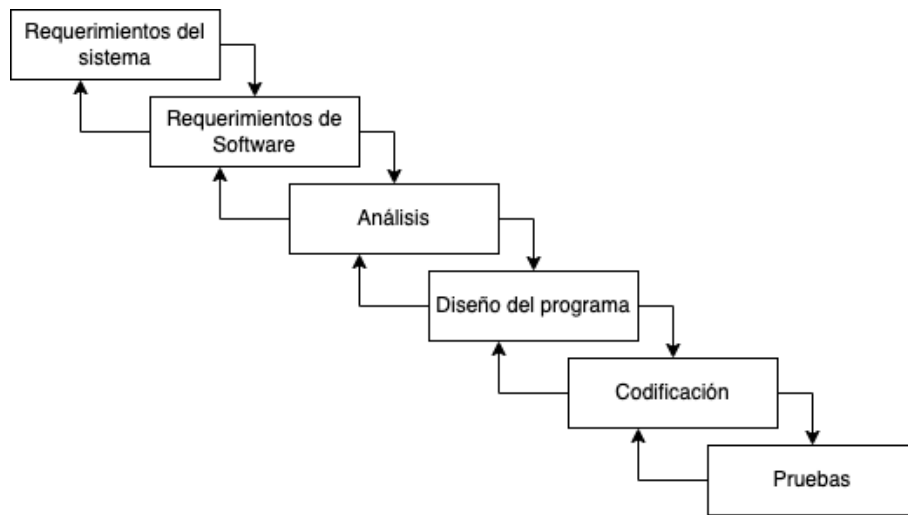 Requerimientos del
sistema
Requerimientos de
Software
Análisis
Diseño del programa
Codificación
Pruebas